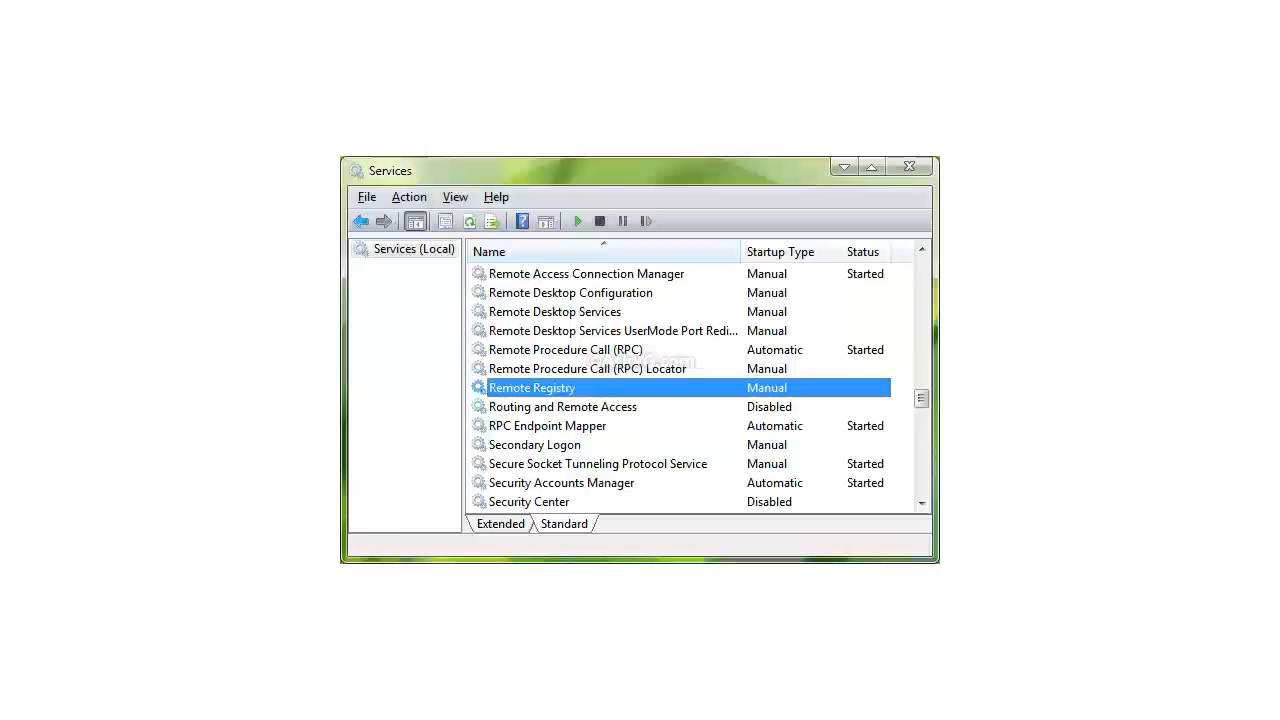 Services
File Action View Help
Services (Local)
Name Startup Type Status
Remote Access Connection Manager Manual Started
Remote Desktop Configuration Manual
Remote Desktop Services Manual
Remote Desktop Services UserMode Port Redi... Manual
Remote Procedure Call (RPC) Automatic Started
Remote Procedure Call (RPC) Locator Manual
Remote Registry Manual
Routing and Remote Access Disabled
RPC Endpoint Mapper Automatic Started
Secondary Logon Manual
Secure Socket Tunneling Protocol Service Manual Started
Security Accounts Manager Automatic Started
Security Center Disabled
Extended Standard